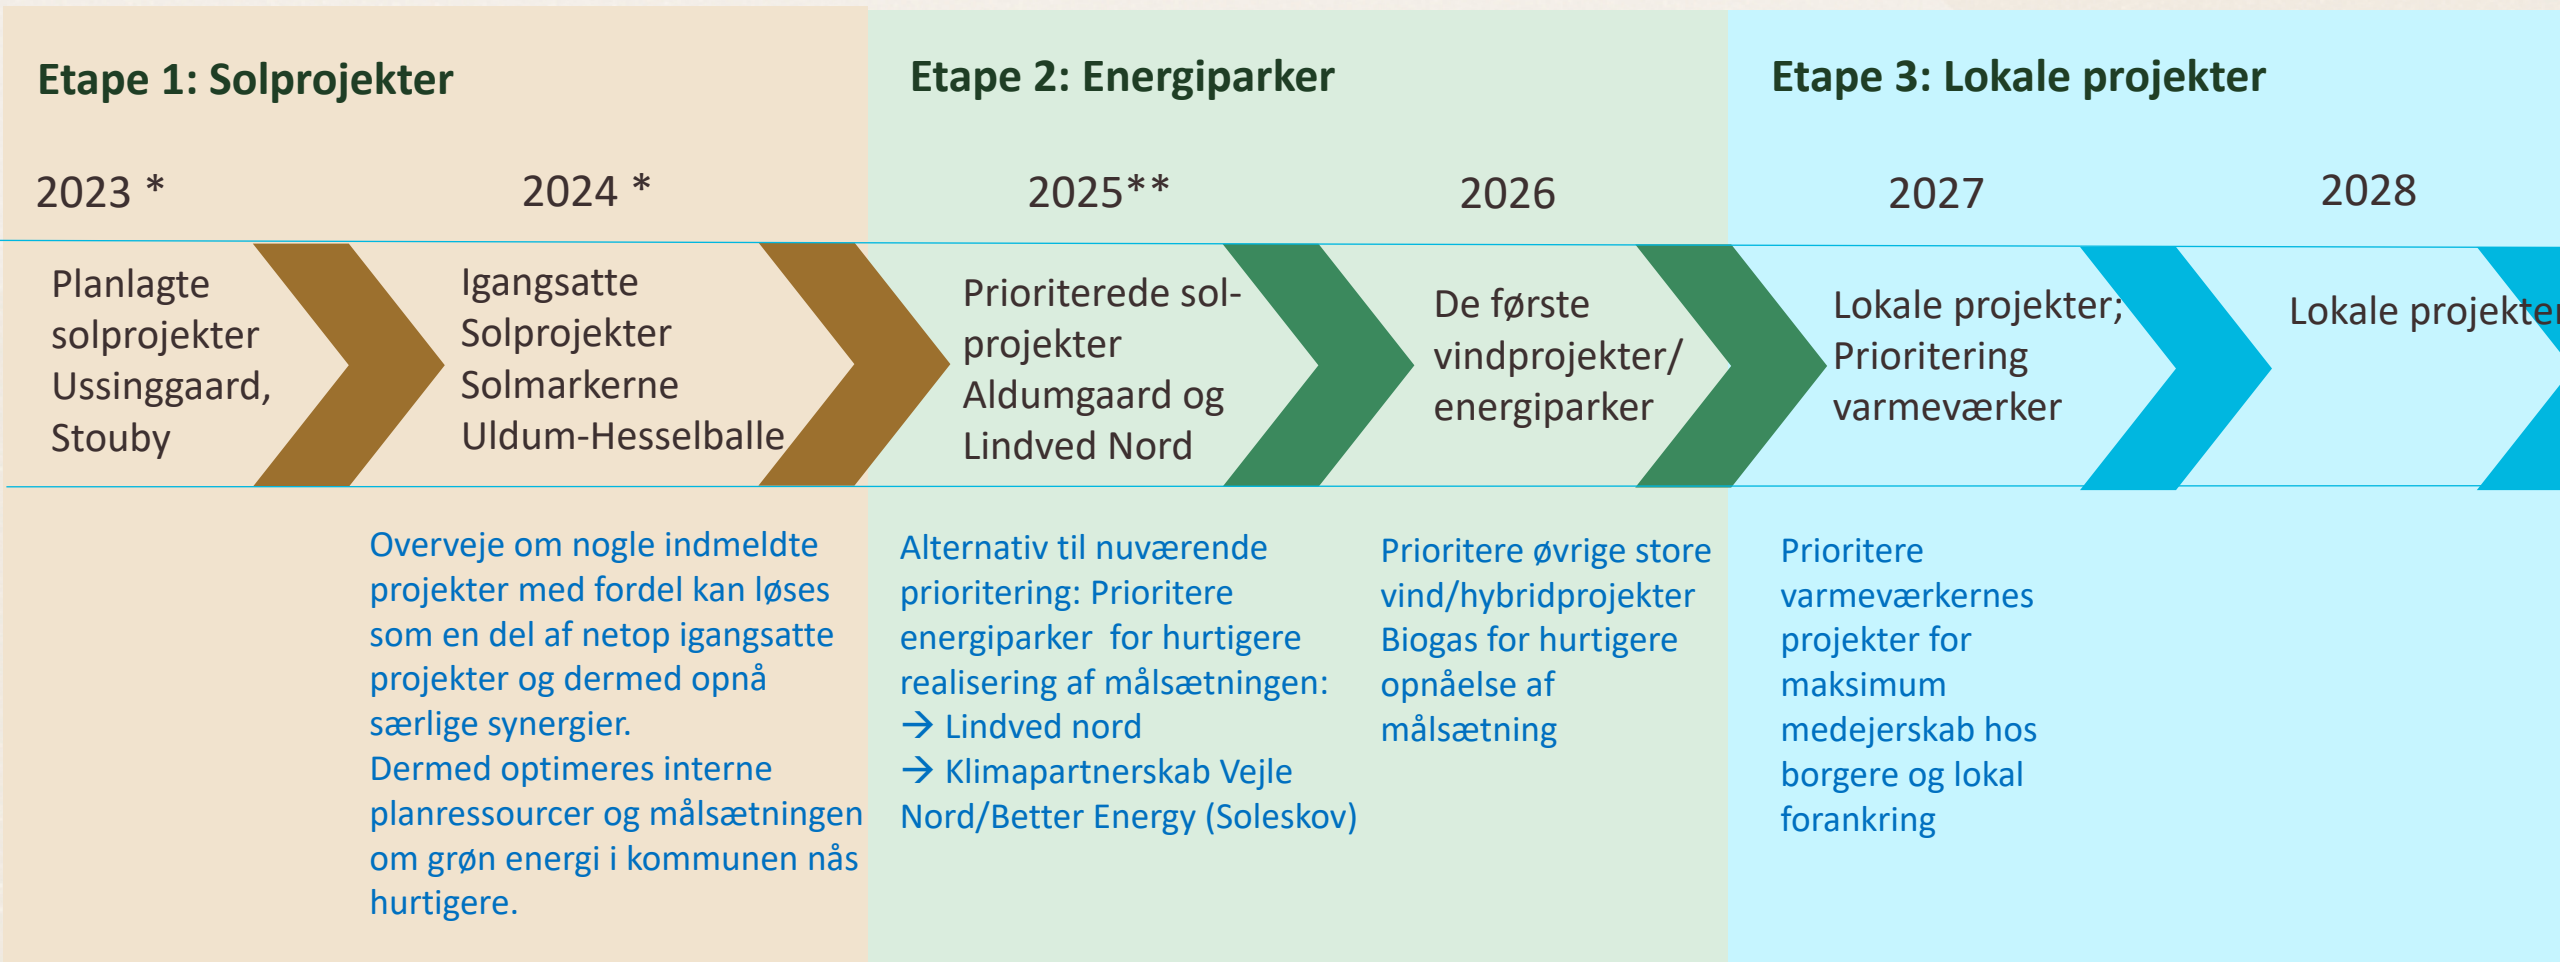 Etape 1: Solprojekter
2023 *
2024 *
Planlagte
solprojekter
Ussinggaard,
Stouby
Igangsatte
Solprojekter
Solmarkerne
Uldum-Hesselballe
Overveje om nogle indmeldte
projekter med fordel kan løses
som en del af netop igangsatte
projekter og dermed opnå
særlige synergier.
Dermed optimeres interne
planressourcer og målsætningen
om grøn energi i kommunen nås
hurtigere.
Etape 2: Energiparker
2025**
2026
Prioriterede sol-
projekter
Aldumgaard og
Lindved Nord
De første
vindprojekter/
energiparker
Alternativ til nuværende
prioritering: Prioritere
energiparker  for hurtigere
realisering af målsætningen:
→ Lindved nord
→ Klimapartnerskab Vejle
Nord/Better Energy (Soleskov)
Prioritere øvrige store
vind/hybridprojekter
Biogas for hurtigere
opnåelse af
målsætning
Etape 3: Lokale projekter
2027
2028
Lokale projekter;
Prioritering
varmeværker
Lokale projekter
Prioritere
varmeværkernes
projekter for
maksimum
medejerskab hos
borgere og lokal
forankring